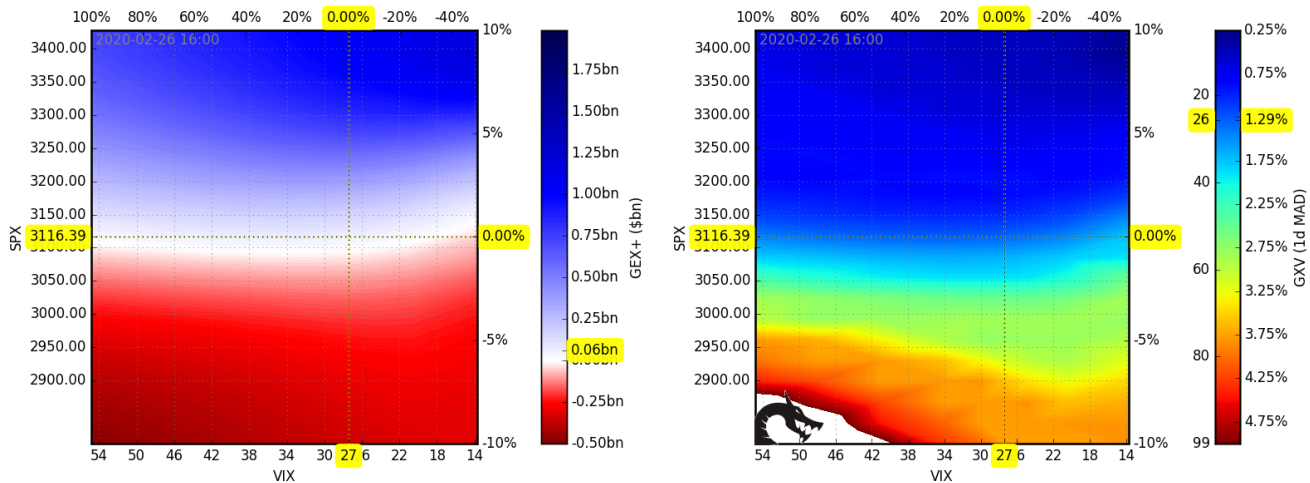 100% 80% 60% 40% 20% 0.00% -20% -40%
2020-02-26 16:00
3400.00
3350.00
3300.00
3250.00
3200.00
3150.00
3116.39
3050.00
3000.00
2950.00
2900.00
SPX
10%
5%
0.00%
-5%
-10%
54 46 42 38 34 30 27 26 22 18 14
VIX
1.75bn
1.50bn
1.25bn
1.00bn
0.75bn
0.50bn
0.25bn
0.06bn
-0.25bn
-0.50bn
GEX+ ($bn)
100% 80% 60% 40% 20% 0.00% -20% -40%
2020-02-26 16:00
3400.00
3350.00
3300.00
3250.00
3200.00
3150.00
3116.39
3050.00
3000.00
2950.00
2900.00
SPX
10%
5%
0.00%
-5%
-10%
54 46 42 38 34 30 27 22 18 14
VIX
20
26
40
60
80
99
0.25%
0.75%
1.29%
1.75%
2.25%
2.75%
3.25%
3.75%
4.25%
4.75%
GXV (1d MAD)